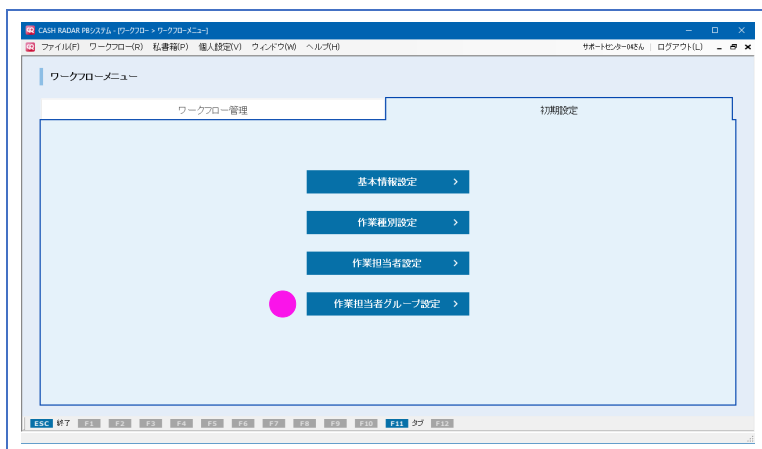 CASH RADAR PBシステム - [ワークフロー > ワークフローメニュー]
ファイル(F) ワークフロー(R) 私書箱(P) 個人設定(V) ウィンドウ(W) ヘルプ(H) サポートセンター04さん ログアウト(L)
ワークフローメニュー
ワークフロー管理 初期設定
基本情報設定
作業種別設定
作業担当者設定
作業担当者グループ設定
ESC 終了 F1 F2 F3 F4 F5 F6 F7 F8 F9 F10 F11 タブ F12